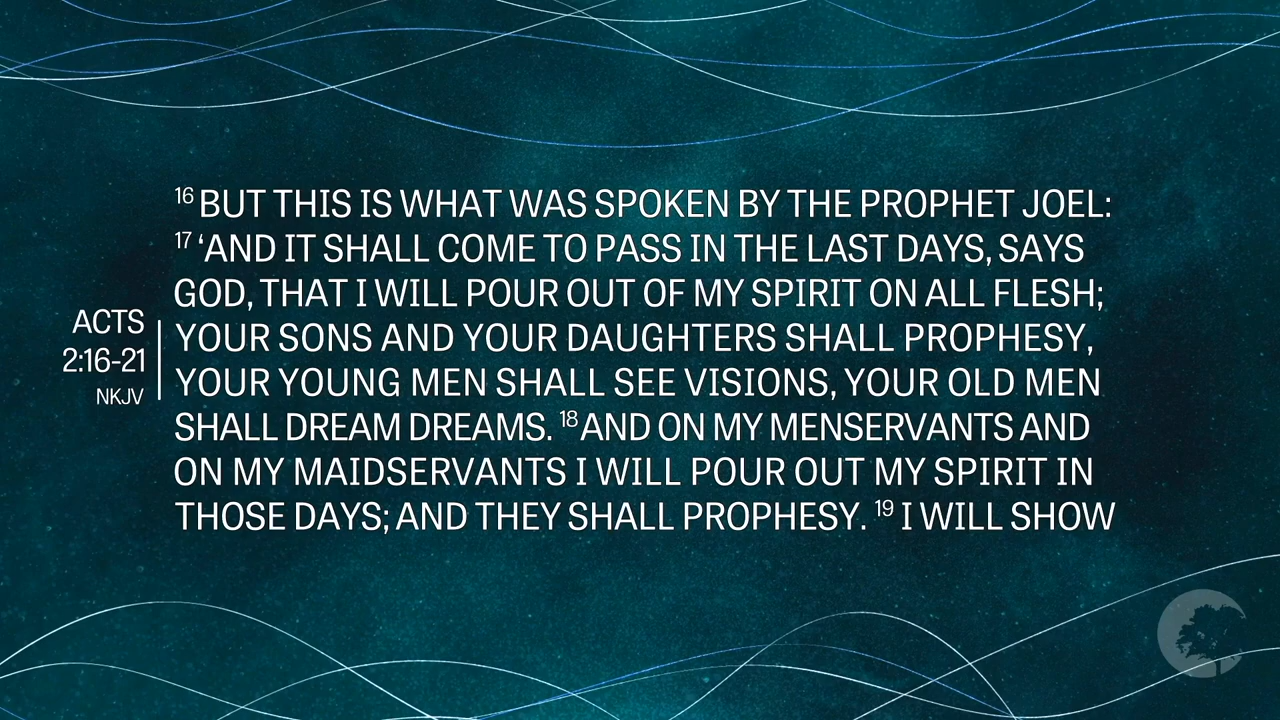 ACTS
2:16-21
NKJV
16 BUT THIS IS WHAT WAS SPOKEN BY THE PROPHET JOEL:
17 ‘AND IT SHALL COME TO PASS IN THE LAST DAYS, SAYS
GOD, THAT I WILL POUR OUT OF MY SPIRIT ON ALL FLESH;
YOUR SONS AND YOUR DAUGHTERS SHALL PROPHESY,
YOUR YOUNG MEN SHALL SEE VISIONS, YOUR OLD MEN
SHALL DREAM DREAMS. 18 AND ON MY MENSERVANTS AND
ON MY MAIDSERVANTS I WILL POUR OUT MY SPIRIT IN
THOSE DAYS; AND THEY SHALL PROPHESY. 19 I WILL SHOW